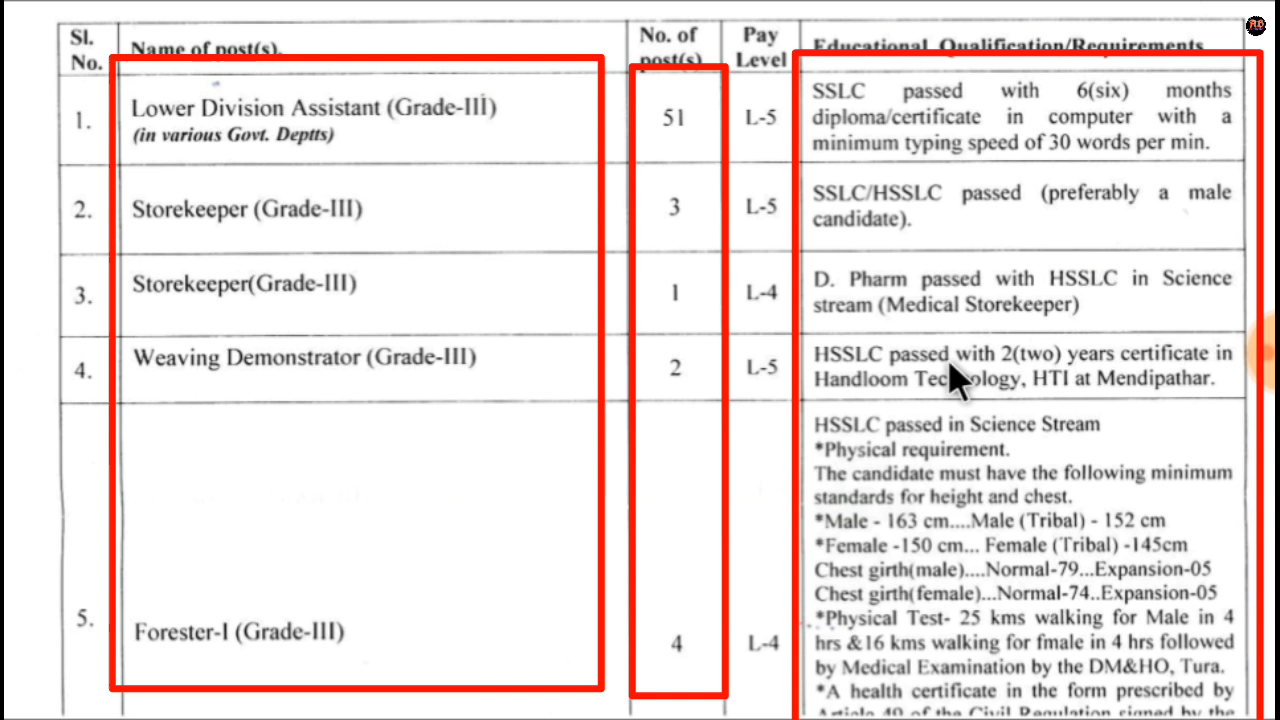 Sl. No.
Name of post(s).
No. of post(s)
Pay Level
Educational Qualification/Requirements
1.
Lower Division Assistant (Grade-III)
(in various Govt. Deptts)
51
L-5
SSLC passed with 6(six) months
diploma/certificate in computer with a
minimum typing speed of 30 words per min.
2.
Storekeeper (Grade-III)
3
L-5
SSLC/HSSLC passed (preferably a male
candidate).
3.
Storekeeper(Grade-III)
1
L-4
D. Pharm passed with HSSLC in Science
stream (Medical Storekeeper)
4.
Weaving Demonstrator (Grade-III)
2
L-5
HSSLC passed with 2(two) years certificate in
Handloom Technology, HTI at Mendipathar.
5.
Forester-I (Grade-III)
4
L-4
HSSLC passed in Science Stream
*Physical requirement.
The candidate must have the following minimum
standards for height and chest.
*Male - 163 cm....Male (Tribal) - 152 cm
*Female -150 cm... Female (Tribal) -145cm
Chest girth(male)....Normal-79...Expansion-05
Chest girth(female)...Normal-74..Expansion-05
*Physical Test- 25 kms walking for Male in 4
hrs &16 kms walking for fmale in 4 hrs followed
by Medical Examination by the DM&HO, Tura.
*A health certificate in the form prescribed by
Article 49 of the Civil Regulation signed by the